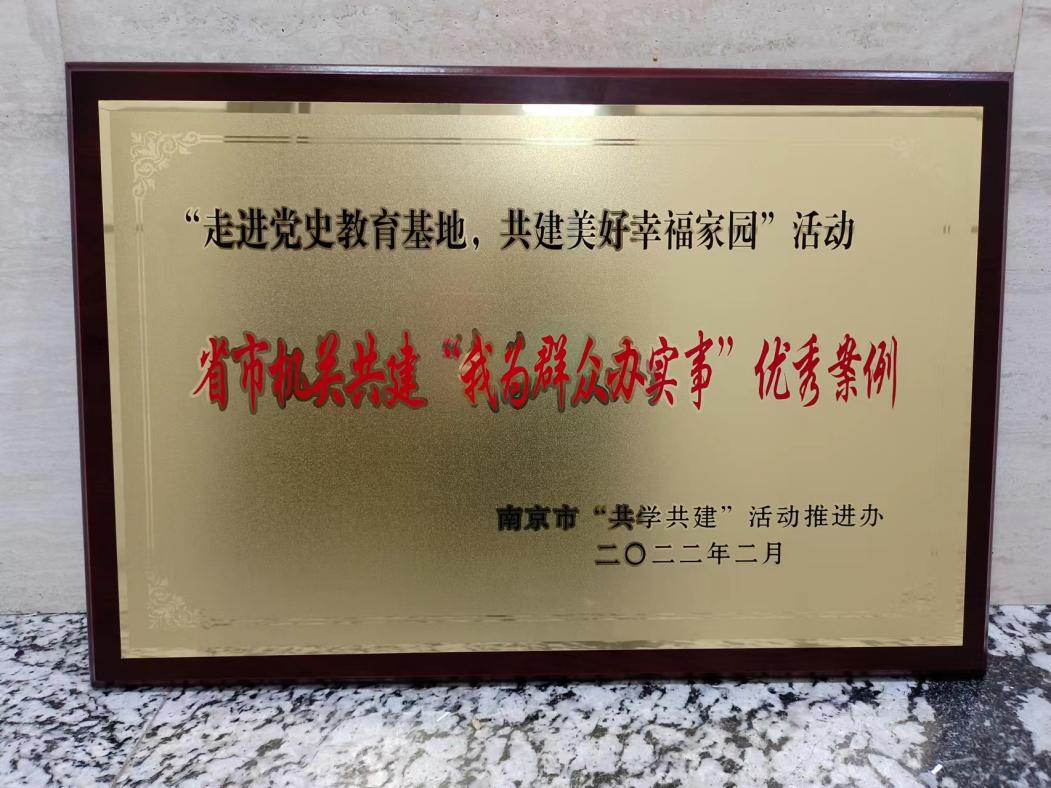 “走进党史教育基地，共建美好幸福家园”活动
省市机关共建“我为群众办实事”优秀案例
南京市“共学共建”活动推进办
二〇二二年二月